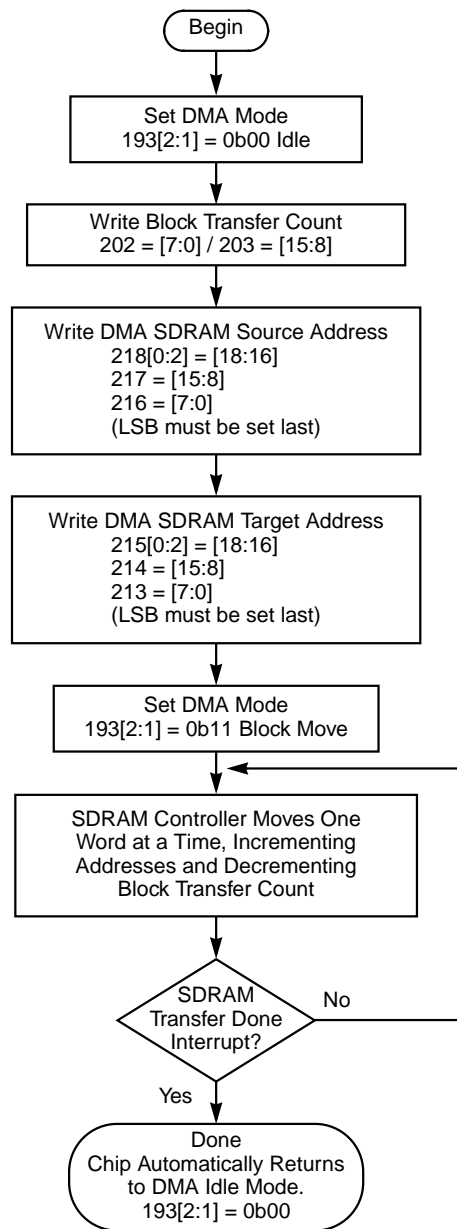 Begin
Set DMA Mode
193[2:1] = 0b00 Idle
Write Block Transfer Count
202 = [7:0] / 203 = [15:8]
Write DMA SDRAM Source Address
218[0:2] = [18:16]
217 = [15:8]
216 = [7:0]
(LSB must be set last)
Write DMA SDRAM Target Address
215[0:2] = [18:16]
214 = [15:8]
213 = [7:0]
(LSB must be set last)
Set DMA Mode
193[2:1] = 0b11 Block Move
SDRAM Controller Moves One
Word at a Time, Incrementing
Addresses and Decrementing
Block Transfer Count
SDRAM
Transfer Done
Interrupt?
No
Yes
Done
Chip Automatically Returns
to DMA Idle Mode.
193[2:1] = 0b00